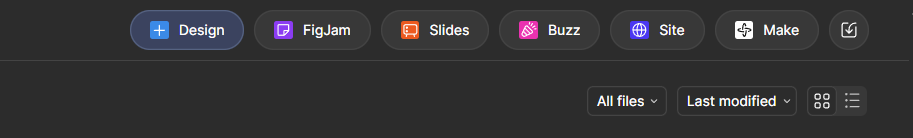 Design FigJam Slides Buzz Site Make
All files Last modified